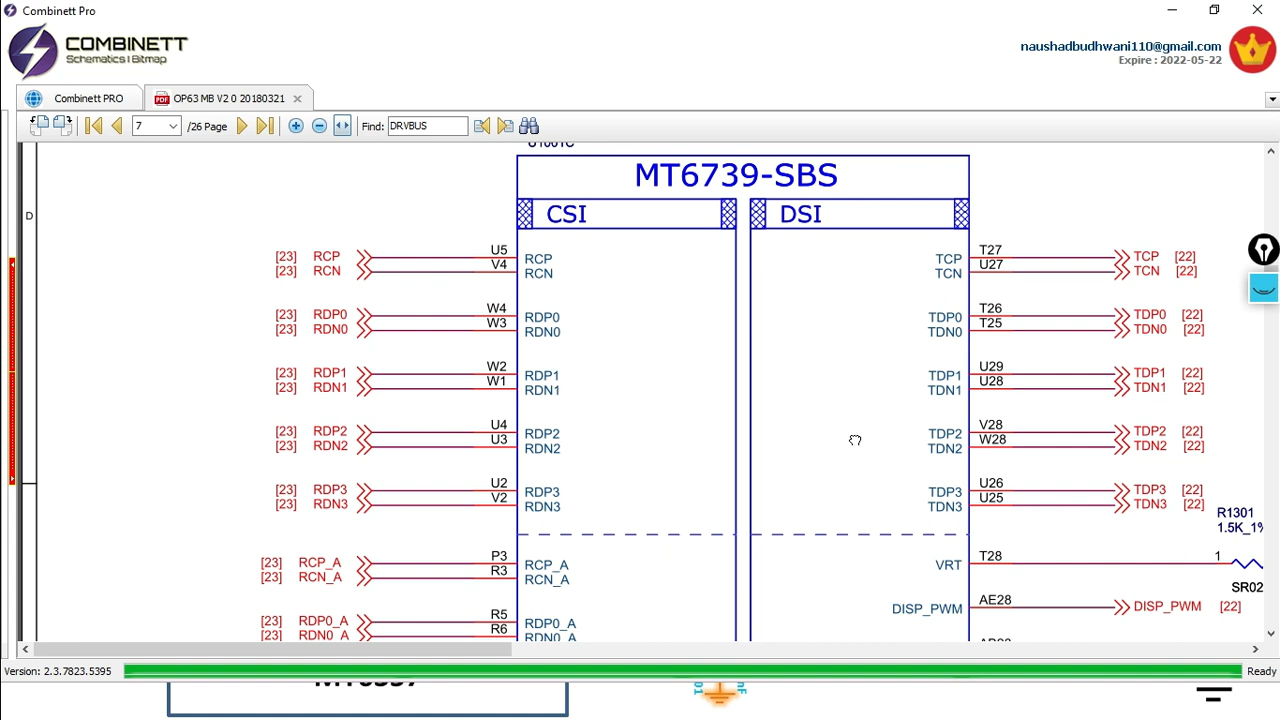 Combinett Pro
COMBINETT
Schematics | Bitmap
naushadbudhwani110@gmail.com
Expire : 2022-05-22
Combinett PRO
PDF
OP63 MB V2 0 20180321
7
/26 Page
Find:
DRVBUS
U1001C
MT6739-SBS
CSI
DSI
D
[23] RCP U5 RCP
[23] RCN V4 RCN
[23] RDP0 W4 RDP0
[23] RDN0 W3 RDN0
[23] RDP1 W2 RDP1
[23] RDN1 W1 RDN1
[23] RDP2 U4 RDP2
[23] RDN2 U3 RDN2
[23] RDP3 U2 RDP3
[23] RDN3 V2 RDN3
[23] RCP_A P3 RCP_A
[23] RCN_A R3 RCN_A
[23] RDP0_A R5 RDP0_A
[23] RDN0_A R6 RDN0_A
TCP T27 TCP [22]
TCN U27 TCN [22]
TDP0 T26 TDP0 [22]
TDN0 T25 TDN0 [22]
TDP1 U29 TDP1 [22]
TDN1 U28 TDN1 [22]
TDP2 V28 TDP2 [22]
TDN2 W28 TDN2 [22]
TDP3 U26 TDP3 [22]
TDN3 U25 TDN3 [22]
R1301
1.5K_1%
VRT T28 1
SR02
DISP_PWM AE28 DISP_PWM [22]
Version: 2.3.7823.5395
Ready